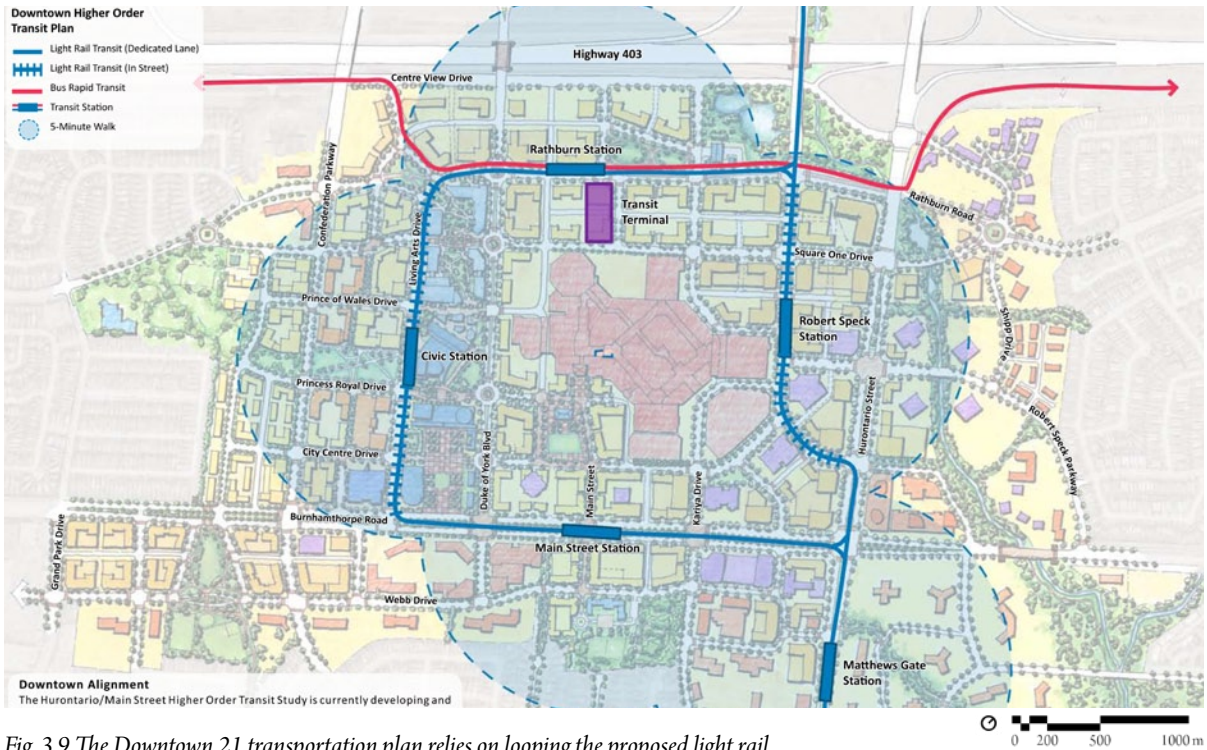 Downtown Higher Order
Transit Plan
Light Rail Transit (Dedicated Lane)
Light Rail Transit (In Street)
Bus Rapid Transit
Transit Station
5-Minute Walk
Highway 403
Centre View Drive
Rathburn Station
Confederation Parkway
Transit
Terminal
Rathburn Road
Living Arts Drive
Square One Drive
Prince of Wales Drive
Robert Speck
Station
Shipp Drive
Civic Station
Princess Royal Drive
Hurontario Street
Robert Speck Parkway
City Centre Drive
Duke of York Blvd
Main Street
Kariya Drive
Burnhamthorpe Road
Main Street Station
Grand Park Drive
Webb Drive
Matthews Gate
Station
Downtown Alignment
The Hurontario/Main Street Higher Order Transit Study is currently developing and
Fig. 3.9 The Downtown 21 transportation plan relies on looping the proposed light rail
0 200 500 1000 m